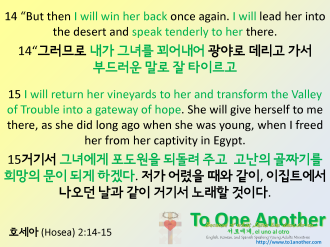 14 “But then I will win her back once again. I will lead her into
the desert and speak tenderly to her there.
14“그러므로 내가 그녀를 꾀어내어 광야로 데리고 가서
부드러운 말로 잘 타이르고
15 I will return her vineyards to her and transform the Valley
of Trouble into a gateway of hope. She will give herself to me
there, as she did long ago when she was young, when I freed
her from her captivity in Egypt.
15거기서 그녀에게 포도원을 되돌려 주고 고난의 골짜기를
희망의 문이 되게 하겠다. 저가 어렸을 때와 같이, 이집트에서
나오던 날과 같이 거기서 노래할 것이다.
호세아 (Hosea) 2:14-15
To One Another
서로에게, el uno al otro
http://www.to1another.com